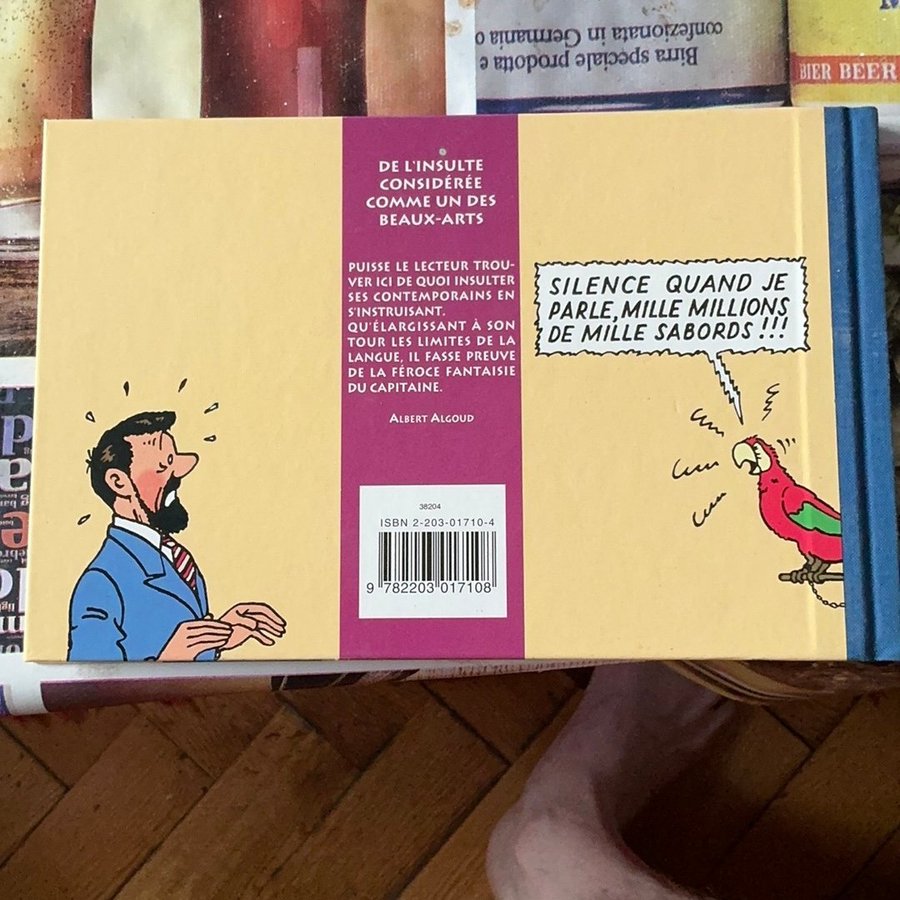 Birra speciale prodotta e
confezionata in Germania o
BIER BEER
DE L'INSULTE
CONSIDÉRÉE
COMME UN DES
BEAUX-ARTS
PUISSE LE LECTEUR TROU-
VER ICI DE QUOI INSULTER
SES CONTEMPORAINS EN
S'INSTRUISANT.
QU'ÉLARGISSANT À SON
TOUR LES LIMITES DE LA
LANGUE, IL FASSE PREUVE
DE LA FÉROCE FANTAISIE
DU CAPITAINE.
ALBERT ALGOUD
38204
ISBN 2-203-01710-4
9 782203 017108
SILENCE QUAND JE
PARLE, MILLE MILLIONS
DE MILLE SABORDS !!!